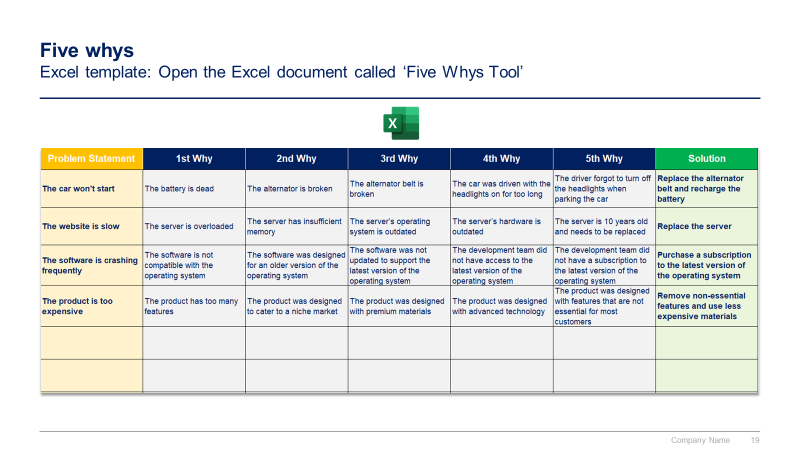 Five whys
Excel template: Open the Excel document called ‘Five Whys Tool’
X
Problem Statement
1st Why
2nd Why
3rd Why
4th Why
5th Why
Solution
The car won't start
The battery is dead
The alternator is broken
The alternator belt is
broken
The car was driven with the
headlights on for too long
The driver forgot to turn off
the headlights when
parking the car
Replace the alternator
belt and recharge the
battery
The website is slow
The server is overloaded
The server has insufficient
memory
The server's operating
system is outdated
The server's hardware is
outdated
The server is 10 years old
and needs to be replaced
Replace the server
The software is crashing
frequently
The software is not
compatible with the
operating system
The software was designed
for an older version of the
operating system
The software was not
updated to support the
latest version of the
operating system
The development team did
not have access to the
latest version of the
operating system
The development team did
not have a subscription to
the latest version of the
operating system
Purchase a subscription
to the latest version of
the operating system
The product is too
expensive
The product has too many
features
The product was designed
to cater to a niche market
The product was designed
with premium materials
The product was designed
with advanced technology
The product was designed
with features that are not
essential for most
customers
Remove non-essential
features and use less
expensive materials
Company Name
19